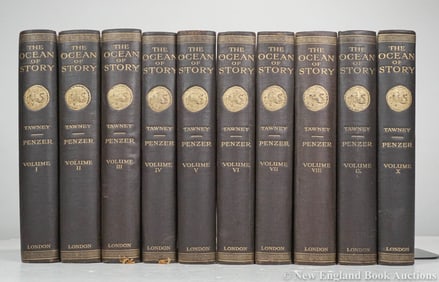 THE
OCEAN
OF
STORY
TAWNEY
PENZER
VOLUME
I
LONDON
THE
OCEAN
OF
STORY
TAWNEY
PENZER
VOLUME
II
LONDON
THE
OCEAN
OF
STORY
TAWNEY
PENZER
VOLUME
III
LONDON
THE
OCEAN
OF
STORY
TAWNEY
PENZER
VOLUME
IV
LONDON
THE
OCEAN
OF
STORY
TAWNEY
PENZER
VOLUME
V
LONDON
THE
OCEAN
OF
STORY
TAWNEY
PENZER
VOLUME
VI
LONDON
THE
OCEAN
OF
STORY
TAWNEY
PENZER
VOLUME
VII
LONDON
THE
OCEAN
OF
STORY
TAWNEY
PENZER
VOLUME
VIII
LONDON
THE
OCEAN
OF
STORY
TAWNEY
PENZER
VOLUME
IX
LONDON
THE
OCEAN
OF
STORY
TAWNEY
PENZER
VOLUME
X
LONDON
© New England Book Auctions